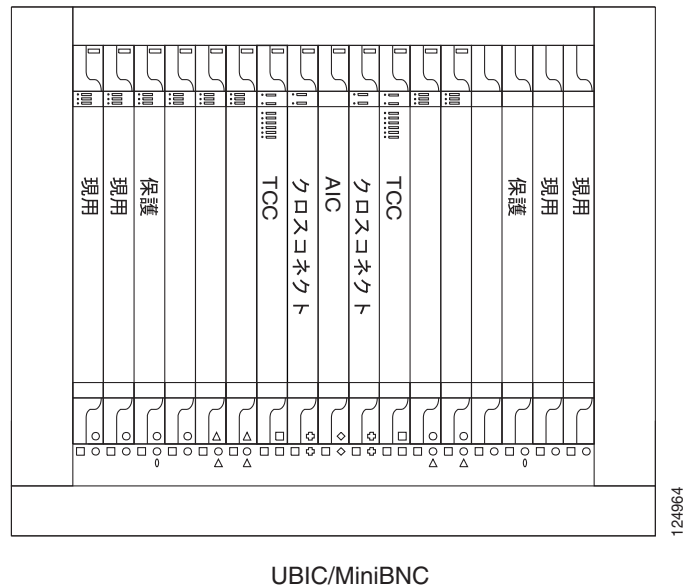 現用
現用
保護
TCC
クロスコネクト
AIC
クロスコネクト
TCC
保護
現用
現用
124964
UBIC/MiniBNC